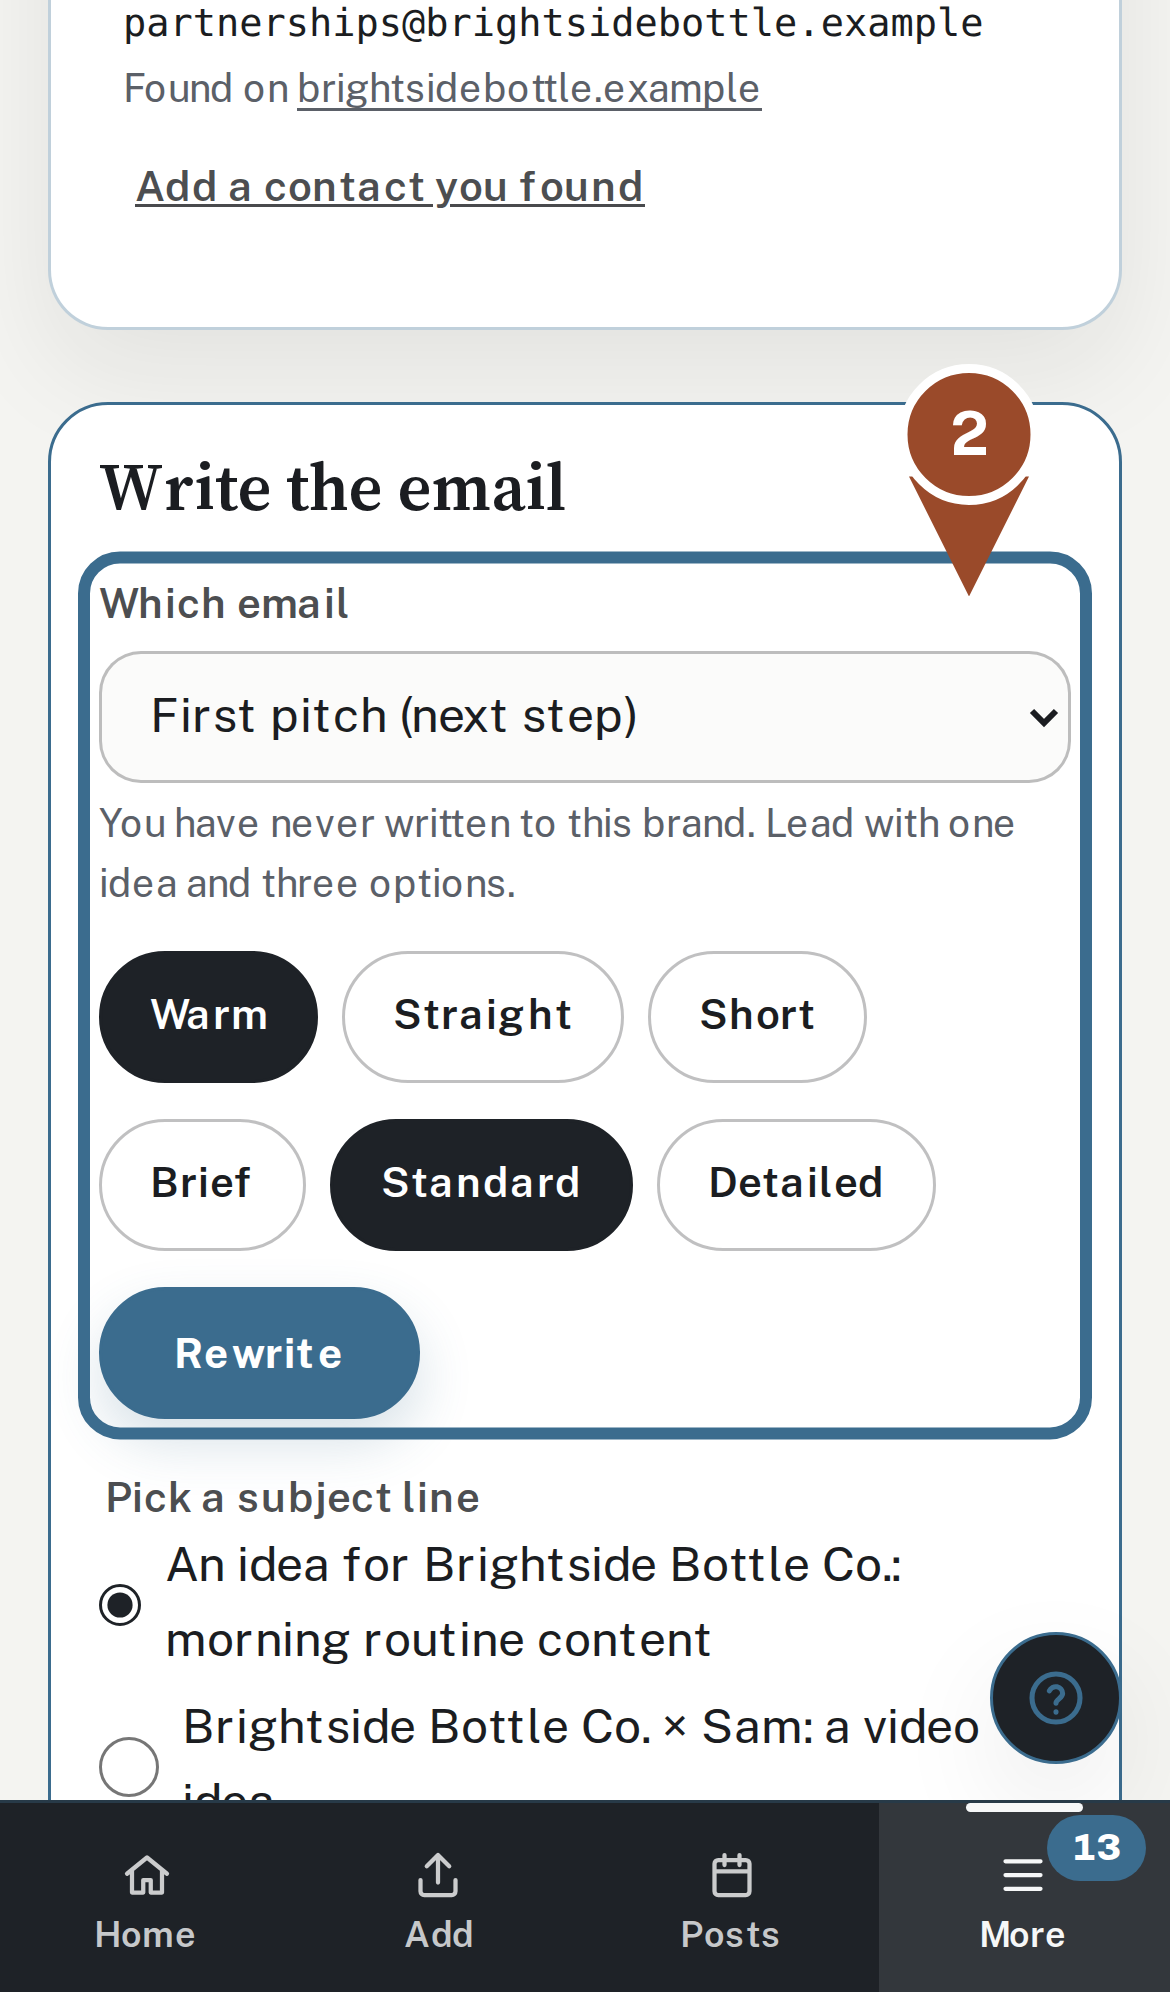 partnerships@brightsidebottle.example
Found on brightsidebottle.example
Add a contact you found
2
Write the email
Which email
First pitch (next step)
You have never written to this brand. Lead with one
idea and three options.
Warm Straight Short
Brief Standard Detailed
Rewrite
Pick a subject line
An idea for Brightside Bottle Co.:
morning routine content
Brightside Bottle Co. × Sam: a video
idea
13
Home Add Posts More